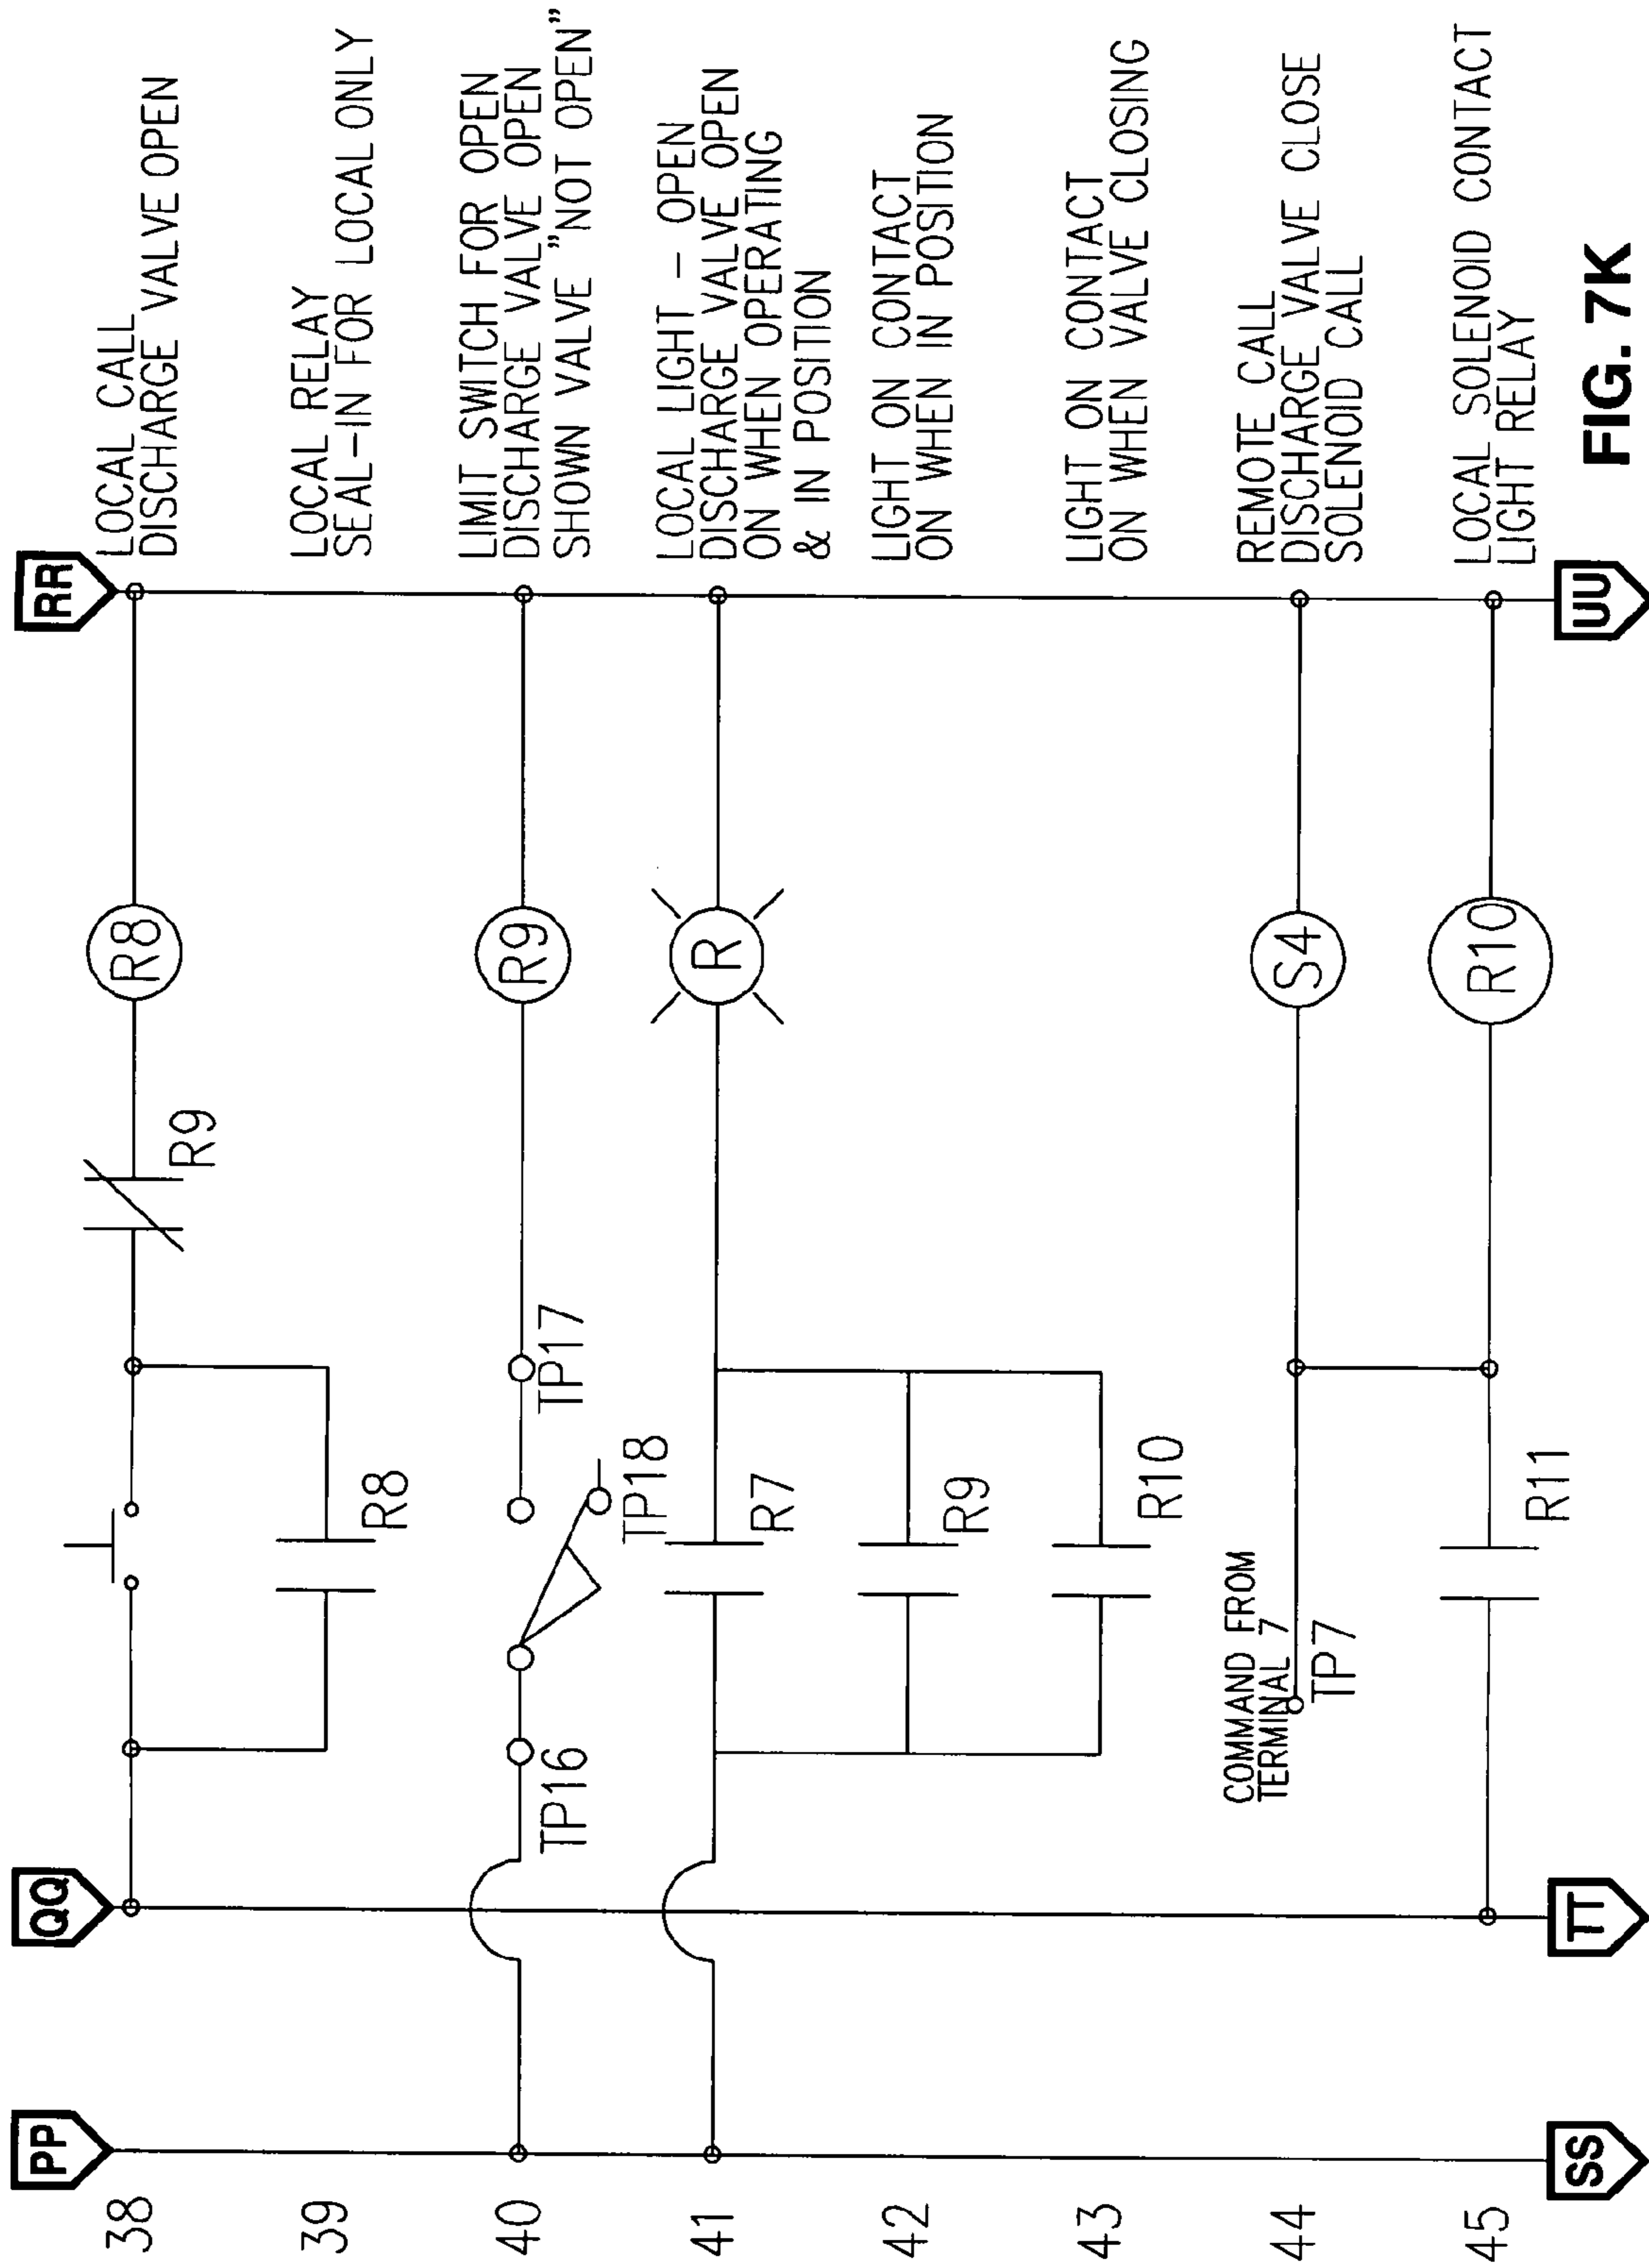 PP
QQ
RR
38
R9
R8
LOCAL CALL
DISCHARGE VALVE OPEN
39
R8
LOCAL RELAY
SEAL-IN FOR LOCAL ONLY
40
TP16
TP18
TP17
R9
LIMIT SWITCH FOR OPEN
DISCHARGE VALVE OPEN
SHOWN VALVE "NOT OPEN"
41
R7
R
LOCAL LIGHT - OPEN
DISCHARGE VALVE OPEN
ON WHEN OPERATING
& IN POSITION
42
R9
LIGHT ON CONTACT
ON WHEN IN POSITION
43
R10
LIGHT ON CONTACT
ON WHEN VALVE CLOSING
44
COMMAND FROM
TERMINAL 7
TP7
S4
REMOTE CALL
DISCHARGE VALVE CLOSE
SOLENOID CALL
45
R11
R10
LOCAL SOLENOID CONTACT
LIGHT RELAY
SS
TT
UU
FIG. 7K